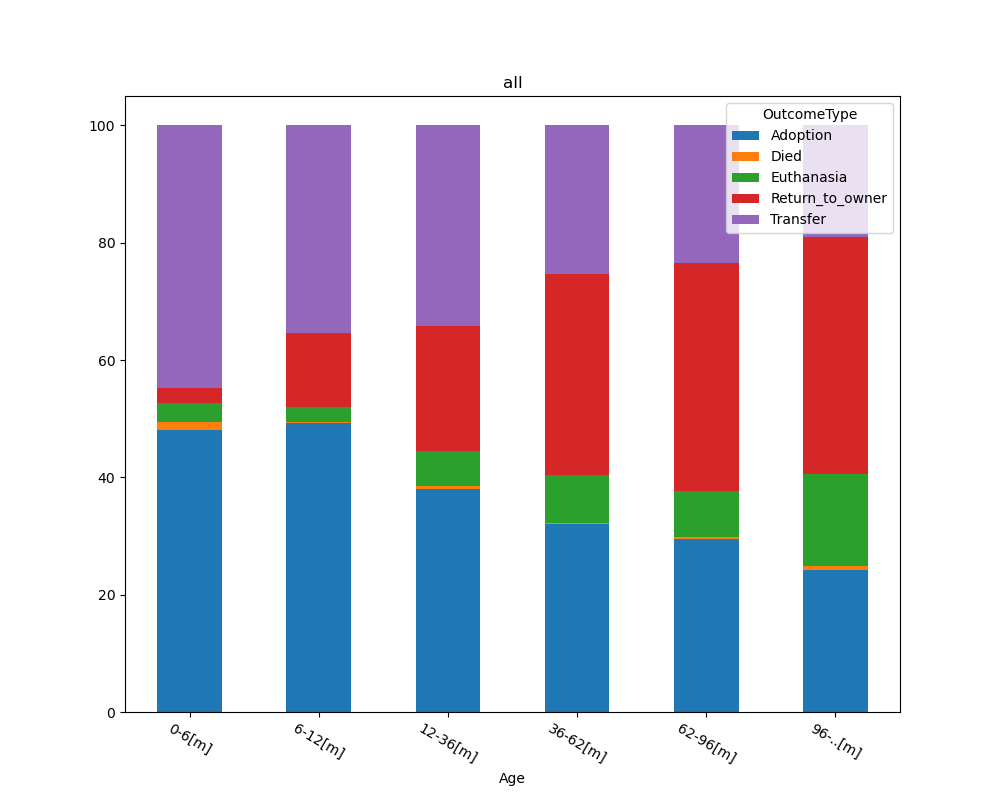 all
OutcomeType
Adoption
Died
Euthanasia
Return_to_owner
Transfer
100
80
60
40
20
0
0-6[m]
6-12[m]
12-36[m]
36-62[m]
62-96[m]
96-..[m]
Age